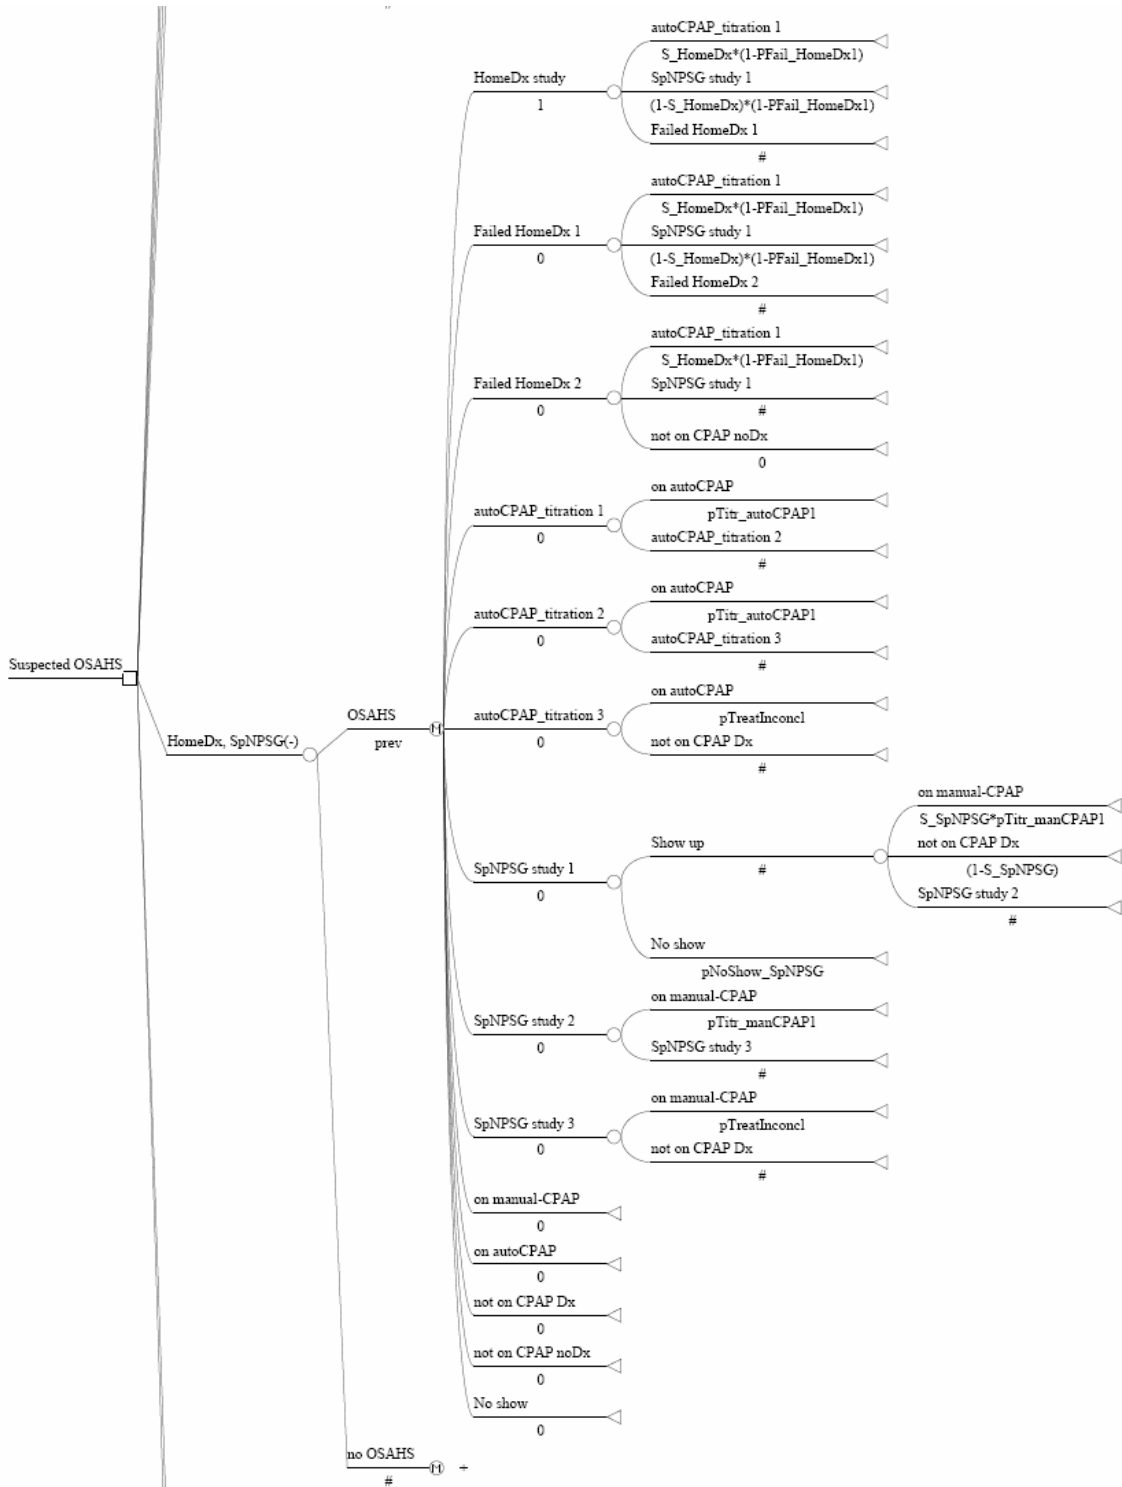 autoCPAP_titration 1
S_HomeDx*(1-PFail_HomeDx1)
HomeDx study
1
SpNPSG study 1
(1-S_HomeDx)*(1-PFail_HomeDx1)
Failed HomeDx 1
#
autoCPAP_titration 1
S_HomeDx*(1-PFail_HomeDx1)
Failed HomeDx 1
0
SpNPSG study 1
(1-S_HomeDx)*(1-PFail_HomeDx1)
Failed HomeDx 2
#
autoCPAP_titration 1
S_HomeDx*(1-PFail_HomeDx1)
Failed HomeDx 2
0
SpNPSG study 1
#
not on CPAP noDx
0
on autoCPAP
pTitr_autoCPAP1
autoCPAP_titration 1
0
autoCPAP_titration 2
#
on autoCPAP
pTitr_autoCPAP1
autoCPAP_titration 2
0
autoCPAP_titration 3
#
Suspected OSAHS
HomeDx, SpNPSG(-)
OSAHS
prev
on autoCPAP
pTreatInconcl
autoCPAP_titration 3
0
not on CPAP Dx
#
SpNPSG study 1
0
Show up
#
on manual-CPAP
S_SpNPSG*pTitr_manCPAP1
not on CPAP Dx
(1-S_SpNPSG)
SpNPSG study 2
#
No show
pNoShow_SpNPSG
on manual-CPAP
pTitr_manCPAP1
SpNPSG study 2
0
SpNPSG study 3
#
on manual-CPAP
pTreatInconcl
SpNPSG study 3
0
not on CPAP Dx
#
on manual-CPAP
0
on autoCPAP
0
not on CPAP Dx
0
not on CPAP noDx
0
No show
0
no OSAHS
#
M
M +